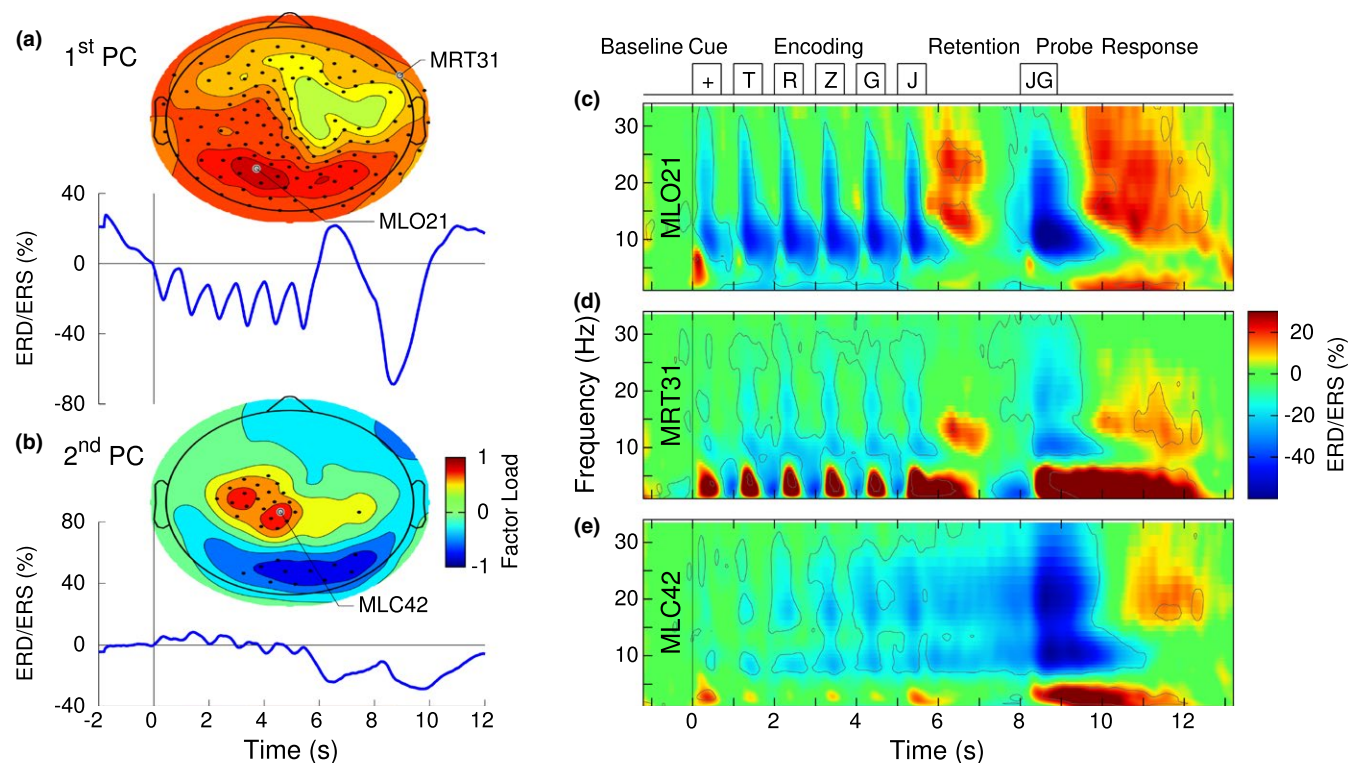 (a) 1st PC
MRT31
MLO21
40
0
-40
-80
ERD/ERS (%)
(b) 2nd PC
1
0
-1
Factor Load
MLC42
80
40
0
-40
ERD/ERS (%)
-2 0 2 4 6 8 10 12
Time (s)
Baseline Cue Encoding Retention Probe Response
+ T R Z G J JG
(c)
30
20
10
MLO21
(d)
30
20
10
MRT31
Frequency (Hz)
20
0
-20
-40
ERD/ERS (%)
(e)
30
20
10
MLC42
0 2 4 6 8 10 12
Time (s)